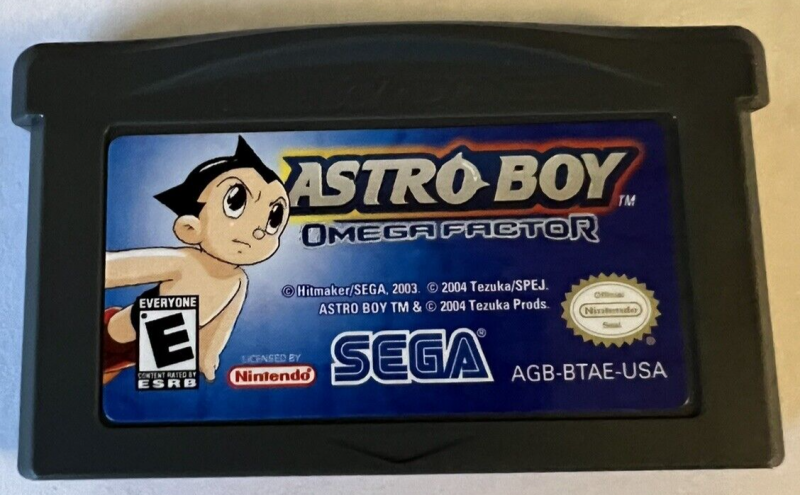 ASTRO BOY TM
OMEGA FACTOR
© Hitmaker/SEGA, 2003. © 2004 Tezuka/SPEJ.
ASTRO BOY TM & © 2004 Tezuka Prods.
EVERYONE
E
CONTENT RATED BY
ESRB
LICENSED BY
Nintendo®
SEGA®
Official
Nintendo
Seal
®
AGB-BTAE-USA